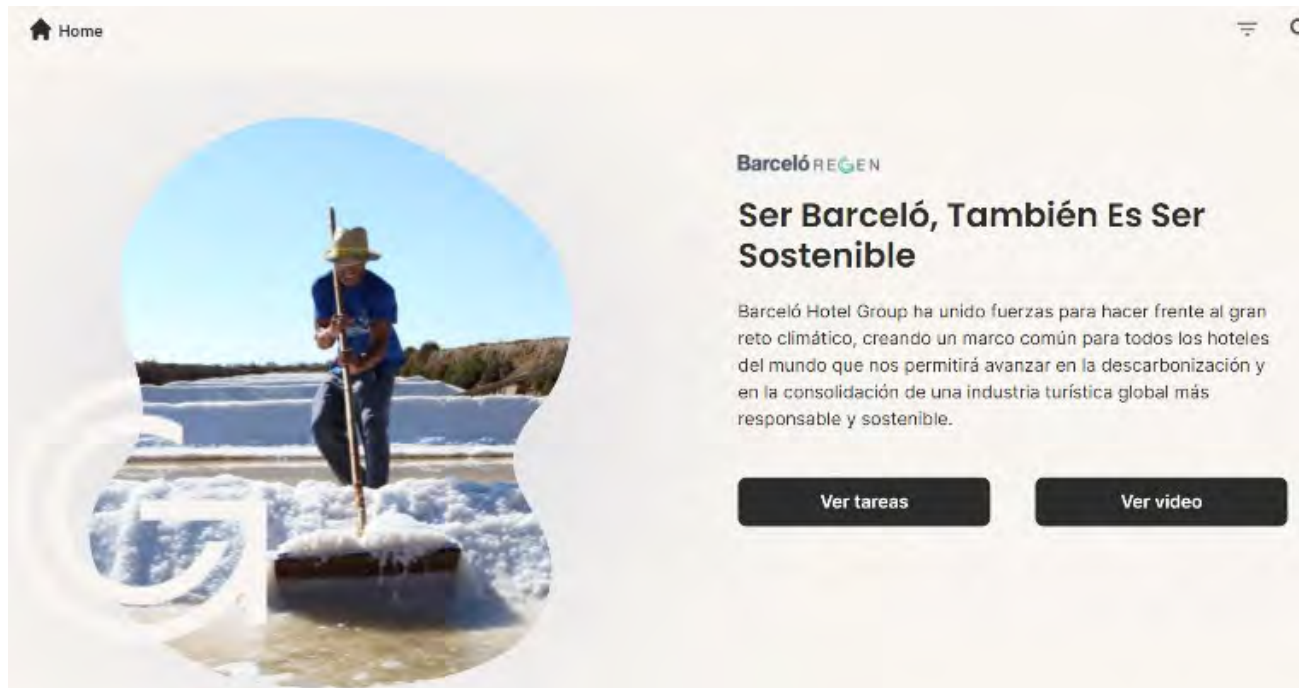 Home
Barceló REGEN
Ser Barceló, También Es Ser
Sostenible
Barceló Hotel Group ha unido fuerzas para hacer frente al gran
reto climático, creando un marco común para todos los hoteles
del mundo que nos permitirá avanzar en la descarbonización y
en la consolidación de una industria turística global más
responsable y sostenible.
Ver tareas
Ver video